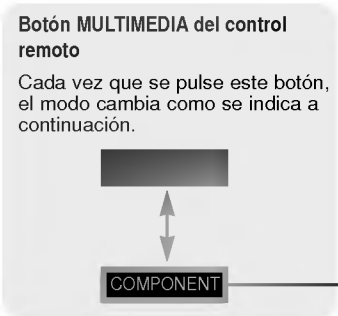 Botón MULTIMEDIA del control
remoto
Cada vez que se pulse este botón,
el modo cambia como se indica a
continuación.
COMPONENT